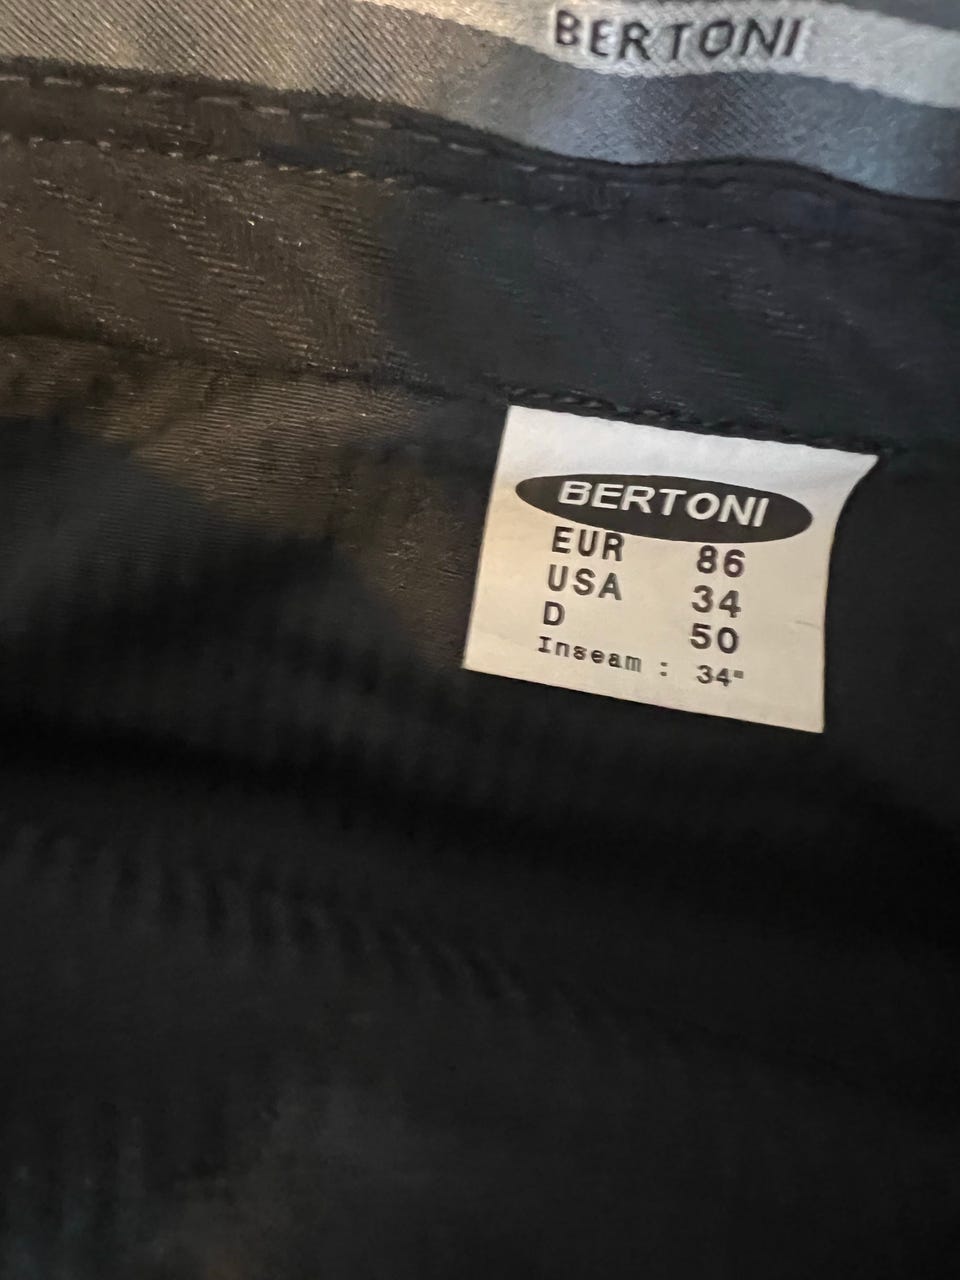 BERTONI
BERTONI
EUR 86
USA 34
D 50
Inseam : 34"